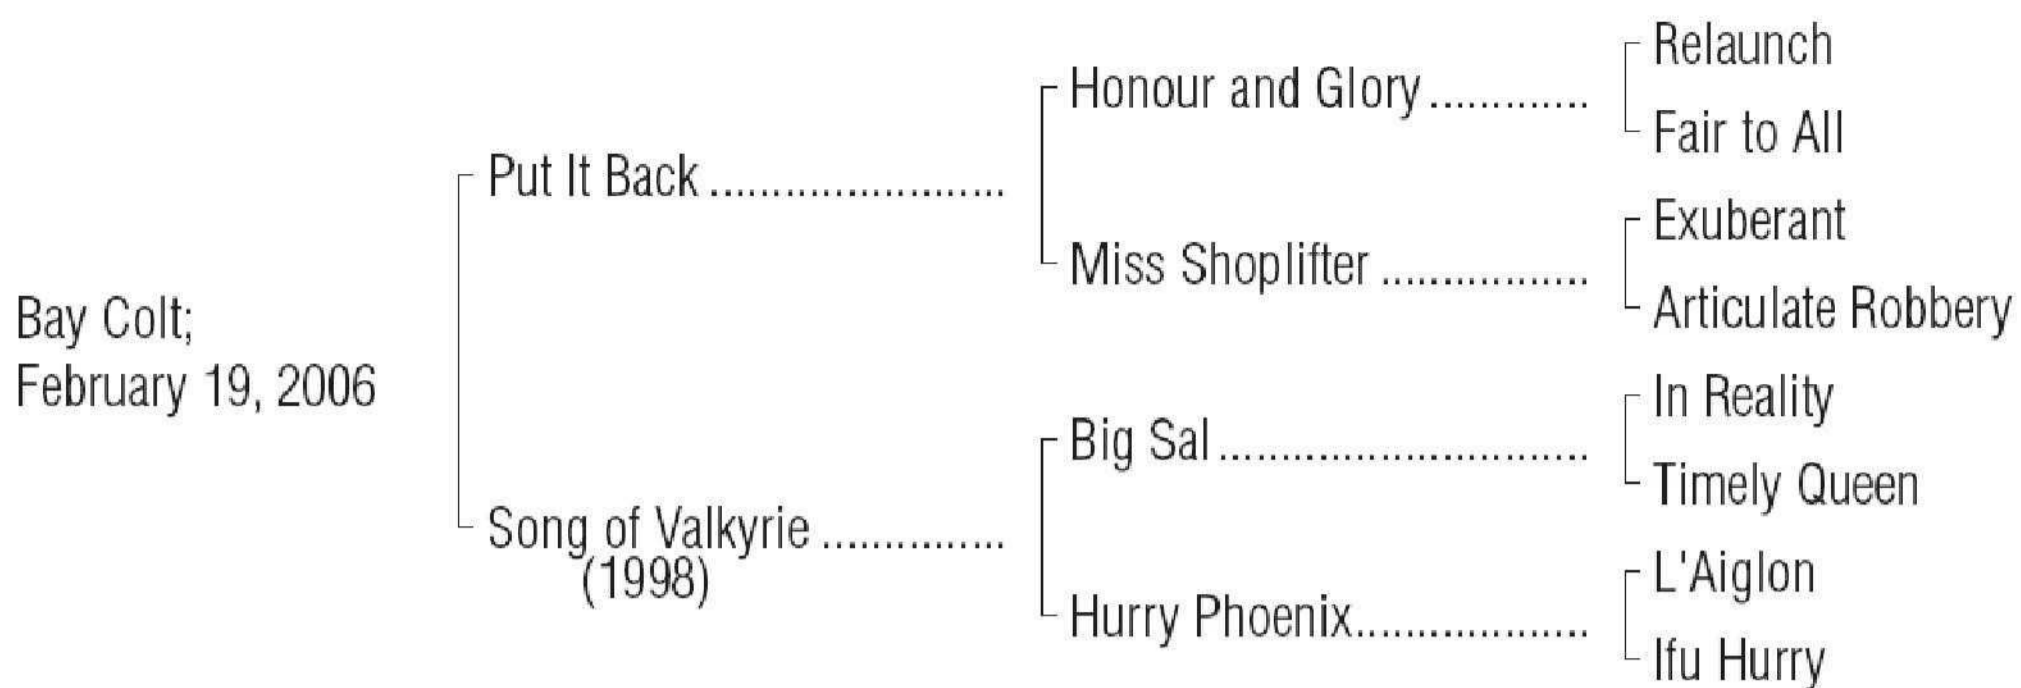 Relaunch
Honour and Glory.............
Fair to All
Put It Back........................
Exuberant
Miss Shoplifter.................
Articulate Robbery
Bay Colt;
February 19, 2006
In Reality
Big Sal..............................
Timely Queen
Song of Valkyrie...............
(1998)
L'Aiglon
Hurry Phoenix...................
Ifu Hurry